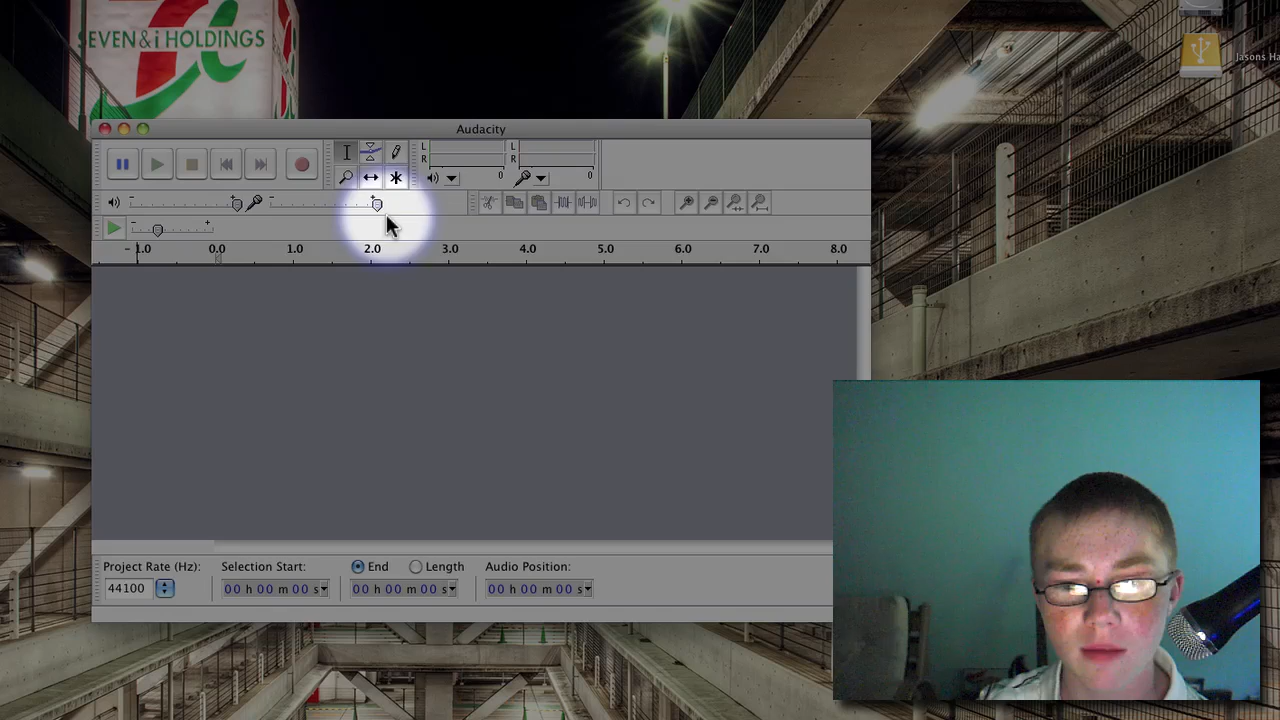 SEVEN & i HOLDINGS
Jasons Ha
Audacity
L
R
0
L
R
0
- 1.0 0.0 1.0 2.0 3.0 4.0 5.0 6.0 7.0 8.0
Project Rate (Hz): Selection Start: End Length Audio Position:
44100 00 h 00 m 00 s 00 h 00 m 00 s 00 h 00 m 00 s